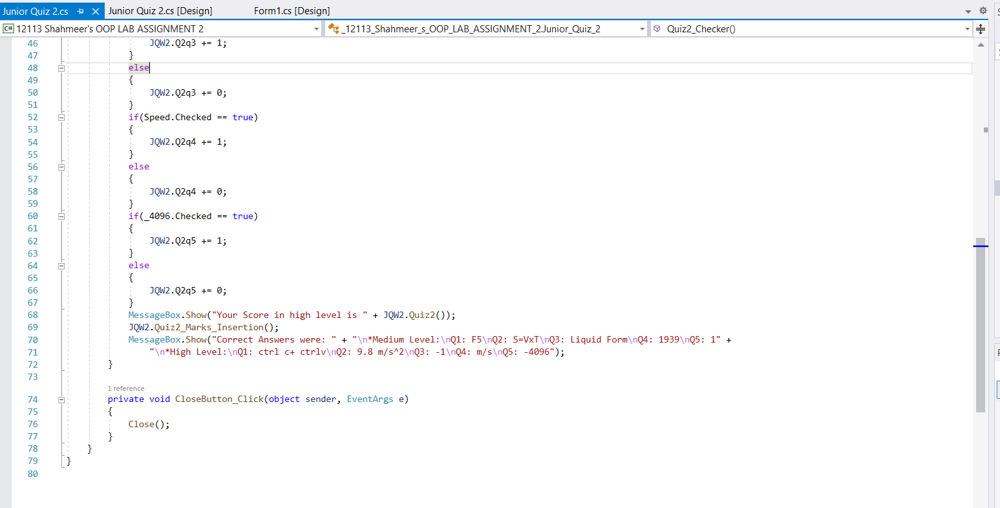 Junior Quiz 2.cs
Junior Quiz 2.cs [Design]
Form1.cs [Design]
C# 12113 Shahmeer's OOP LAB ASSIGNMENT 2
_12113_Shahmeer_s_OOP_LAB_ASSIGNMENT_2.Junior_Quiz_2
Quiz2_Checker()
46 JQW2.Q2q3 += 1;
47 }
48 else
49 {
50 JQW2.Q2q3 += 0;
51 }
52 if(Speed.Checked == true)
53 {
54 JQW2.Q2q4 += 1;
55 }
56 else
57 {
58 JQW2.Q2q4 += 0;
59 }
60 if(_4096.Checked == true)
61 {
62 JQW2.Q2q5 += 1;
63 }
64 else
65 {
66 JQW2.Q2q5 += 0;
67 }
68 MessageBox.Show("Your Score in high level is " + JQW2.Quiz2());
69 JQW2.Quiz2_Marks_Insertion();
70 MessageBox.Show("Correct Answers were: " + "\n*Medium Level:\nQ1: F5\nQ2: S=VxT\nQ3: Liquid Form\nQ4: 1939\nQ5: 1" +
71 "\n*High Level:\nQ1: ctrl c+ ctrlv\nQ2: 9.8 m/s^2\nQ3: -1\nQ4: m/s\nQ5: -4096");
72 }
73
1 reference
74 private void CloseButton_Click(object sender, EventArgs e)
75 {
76 Close();
77 }
78 }
79 }
80